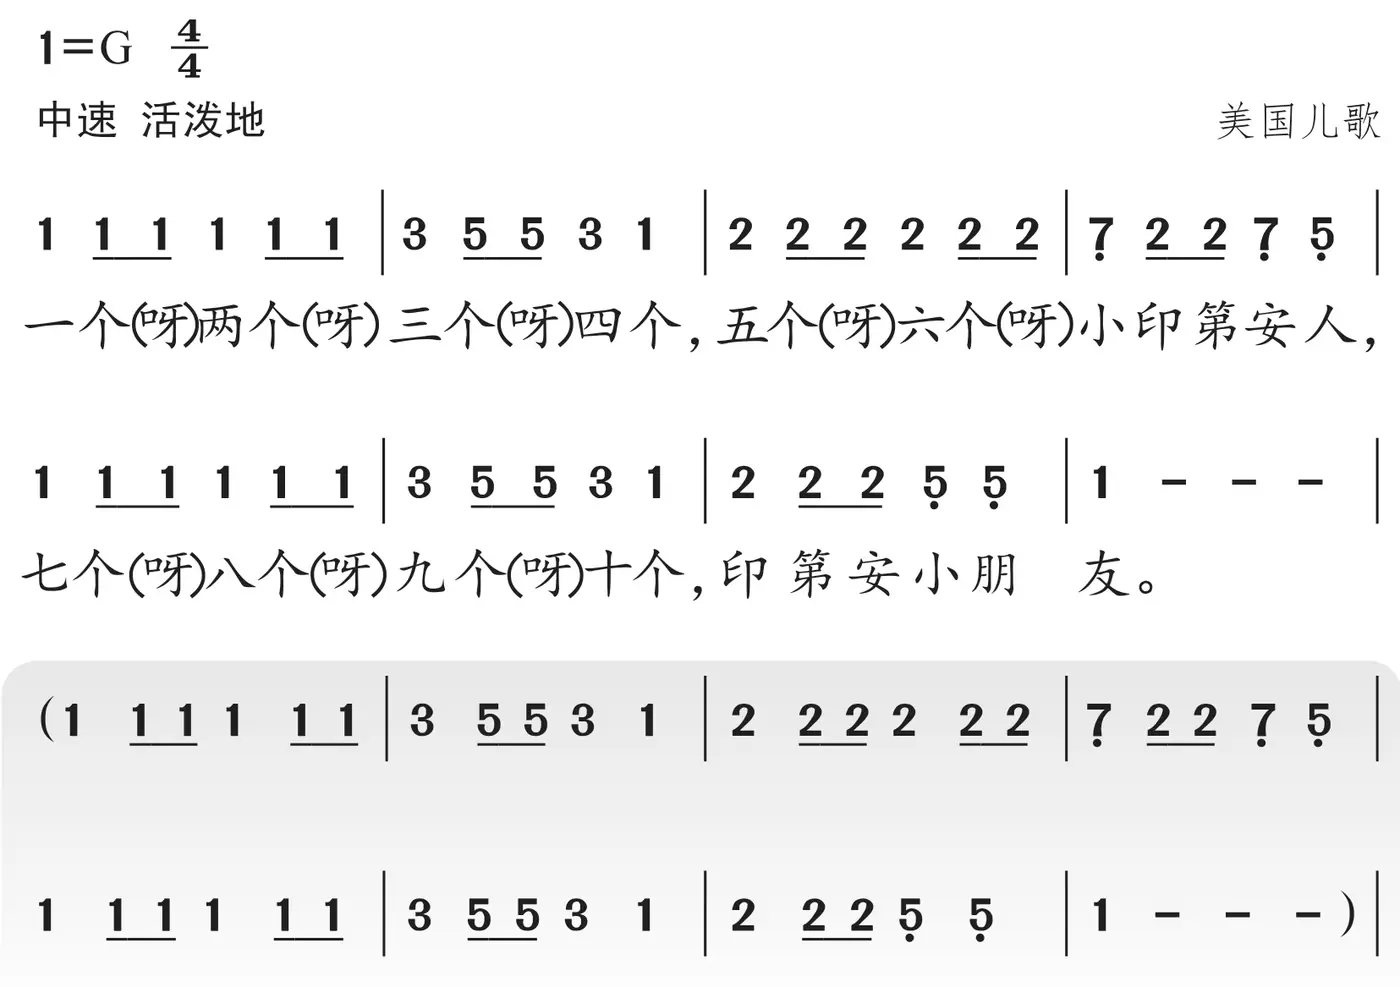 1=G 4/4
中速 活泼地 美国儿歌
1 1 1 1 1 1 | 3 5 5 3 1 | 2 2 2 2 2 2 | 7̣ 2 2 7̣ 5̣ |
一个(呀)两个(呀)三个(呀)四个,五个(呀)六个(呀)小印第安人,
1 1 1 1 1 1 | 3 5 5 3 1 | 2 2 2 5̣ 5̣ | 1 – – – |
七个(呀)八个(呀)九个(呀)十个,印第安小朋 友。
(1 1 1 1 1 1 | 3 5 5 3 1 | 2 2 2 2 2 2 | 7̣ 2 2 7̣ 5̣ |
1 1 1 1 1 1 | 3 5 5 3 1 | 2 2 2 5̣ 5̣ | 1 – – –) |